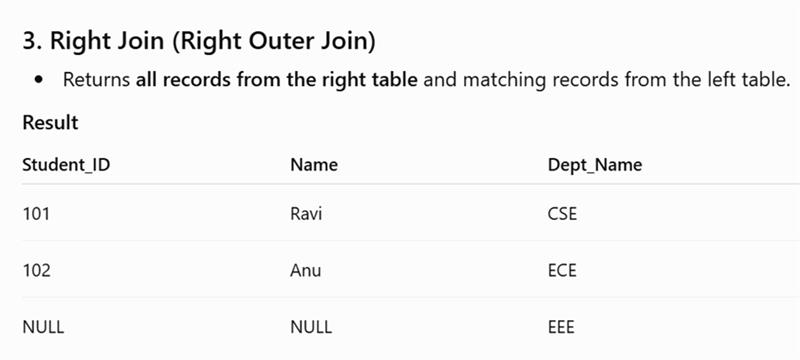 3. Right Join (Right Outer Join)
• Returns all records from the right table and matching records from the left table.
Result
Student_ID Name Dept_Name
101 Ravi CSE
102 Anu ECE
NULL NULL EEE